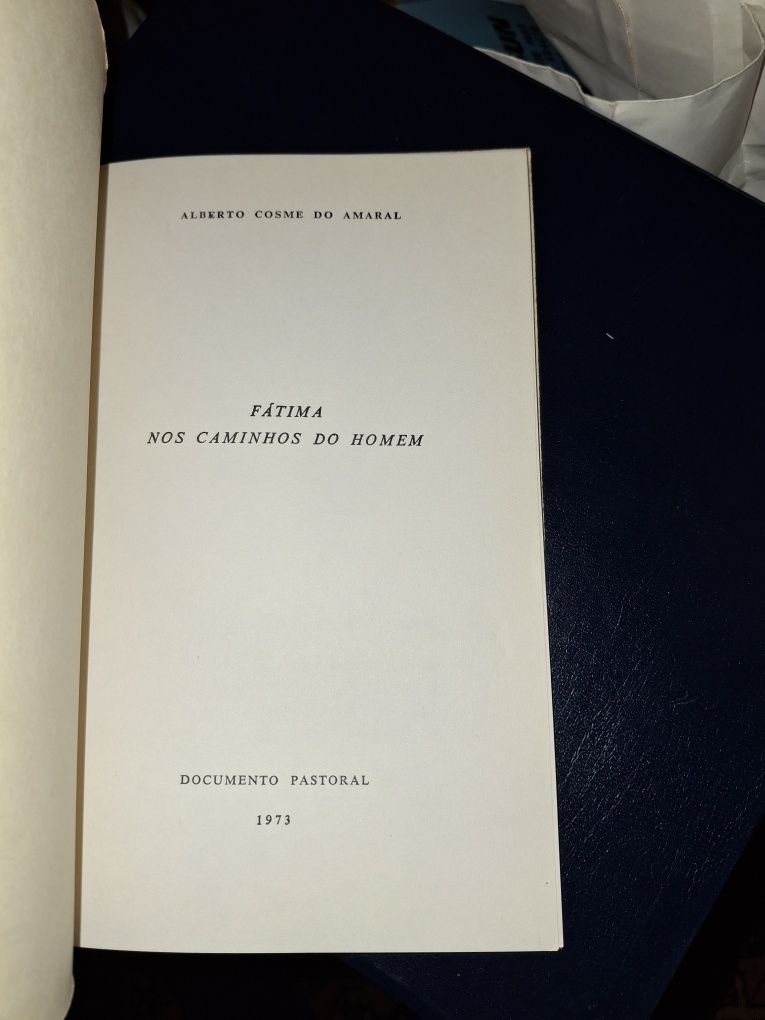 ALBERTO COSME DO AMARAL
FÁTIMA
NOS CAMINHOS DO HOMEM
DOCUMENTO PASTORAL
1973